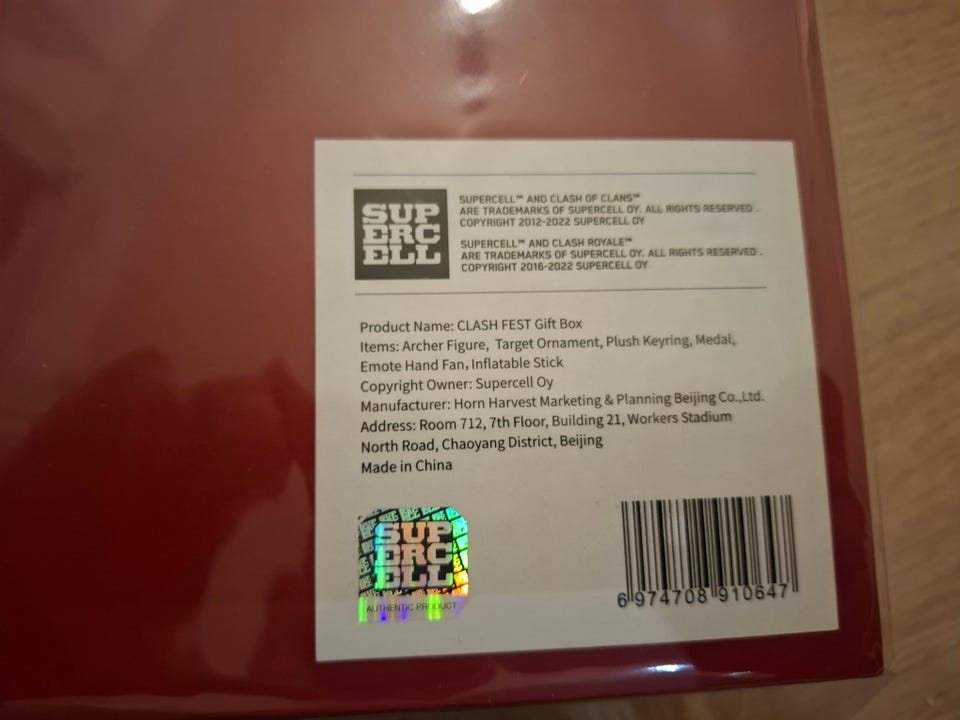 SUP
ERC
ELL
SUPERCELL™ AND CLASH OF CLANS™
ARE TRADEMARKS OF SUPERCELL OY. ALL RIGHTS RESERVED .
COPYRIGHT 2012-2022 SUPERCELL OY
SUPERCELL™ AND CLASH ROYALE™
ARE TRADEMARKS OF SUPERCELL OY. ALL RIGHTS RESERVED .
COPYRIGHT 2016-2022 SUPERCELL OY
Product Name: CLASH FEST Gift Box
Items: Archer Figure, Target Ornament, Plush Keyring, Medal,
Emote Hand Fan, Inflatable Stick
Copyright Owner: Supercell Oy
Manufacturer: Horn Harvest Marketing & Planning Beijing Co.,Ltd.
Address: Room 712, 7th Floor, Building 21, Workers Stadium
North Road, Chaoyang District, Beijing
Made in China
SUP
ERC
ELL
AUTHENTIC PRODUCT
6 974708 910647